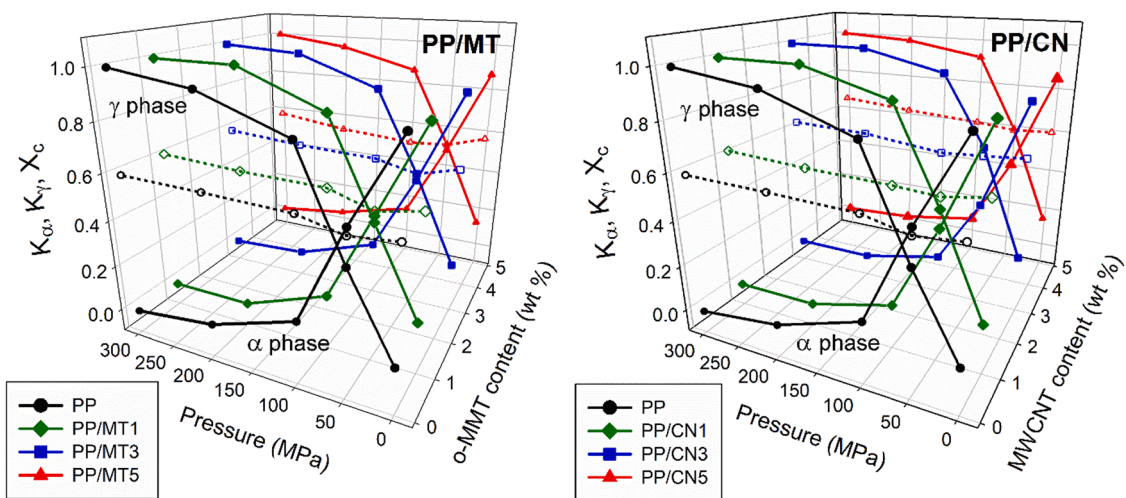 PP/MT
Kα, Kγ, Xc
1.0
0.8
0.6
0.4
0.2
0.0
γ phase
α phase
300
250
200
150
100
50
0
Pressure (MPa)
0
1
2
3
4
5
o-MMT content (wt %)
PP
PP/MT1
PP/MT3
PP/MT5
PP/CN
Kα, Kγ, Xc
1.0
0.8
0.6
0.4
0.2
0.0
γ phase
α phase
300
250
200
150
100
50
0
Pressure (MPa)
0
1
2
3
4
5
MWCNT content (wt %)
PP
PP/CN1
PP/CN3
PP/CN5